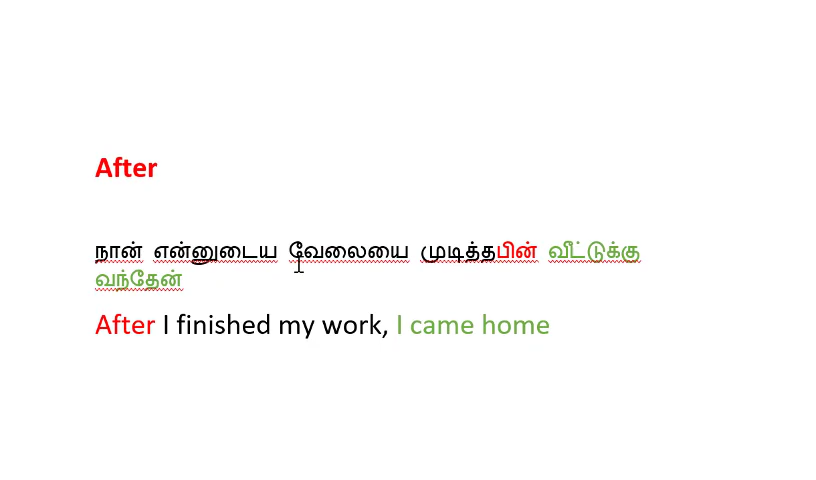 After
நான் என்னுடைய வேலையை முடித்தபின் வீட்டுக்கு
வந்தேன்
After I finished my work, I came home